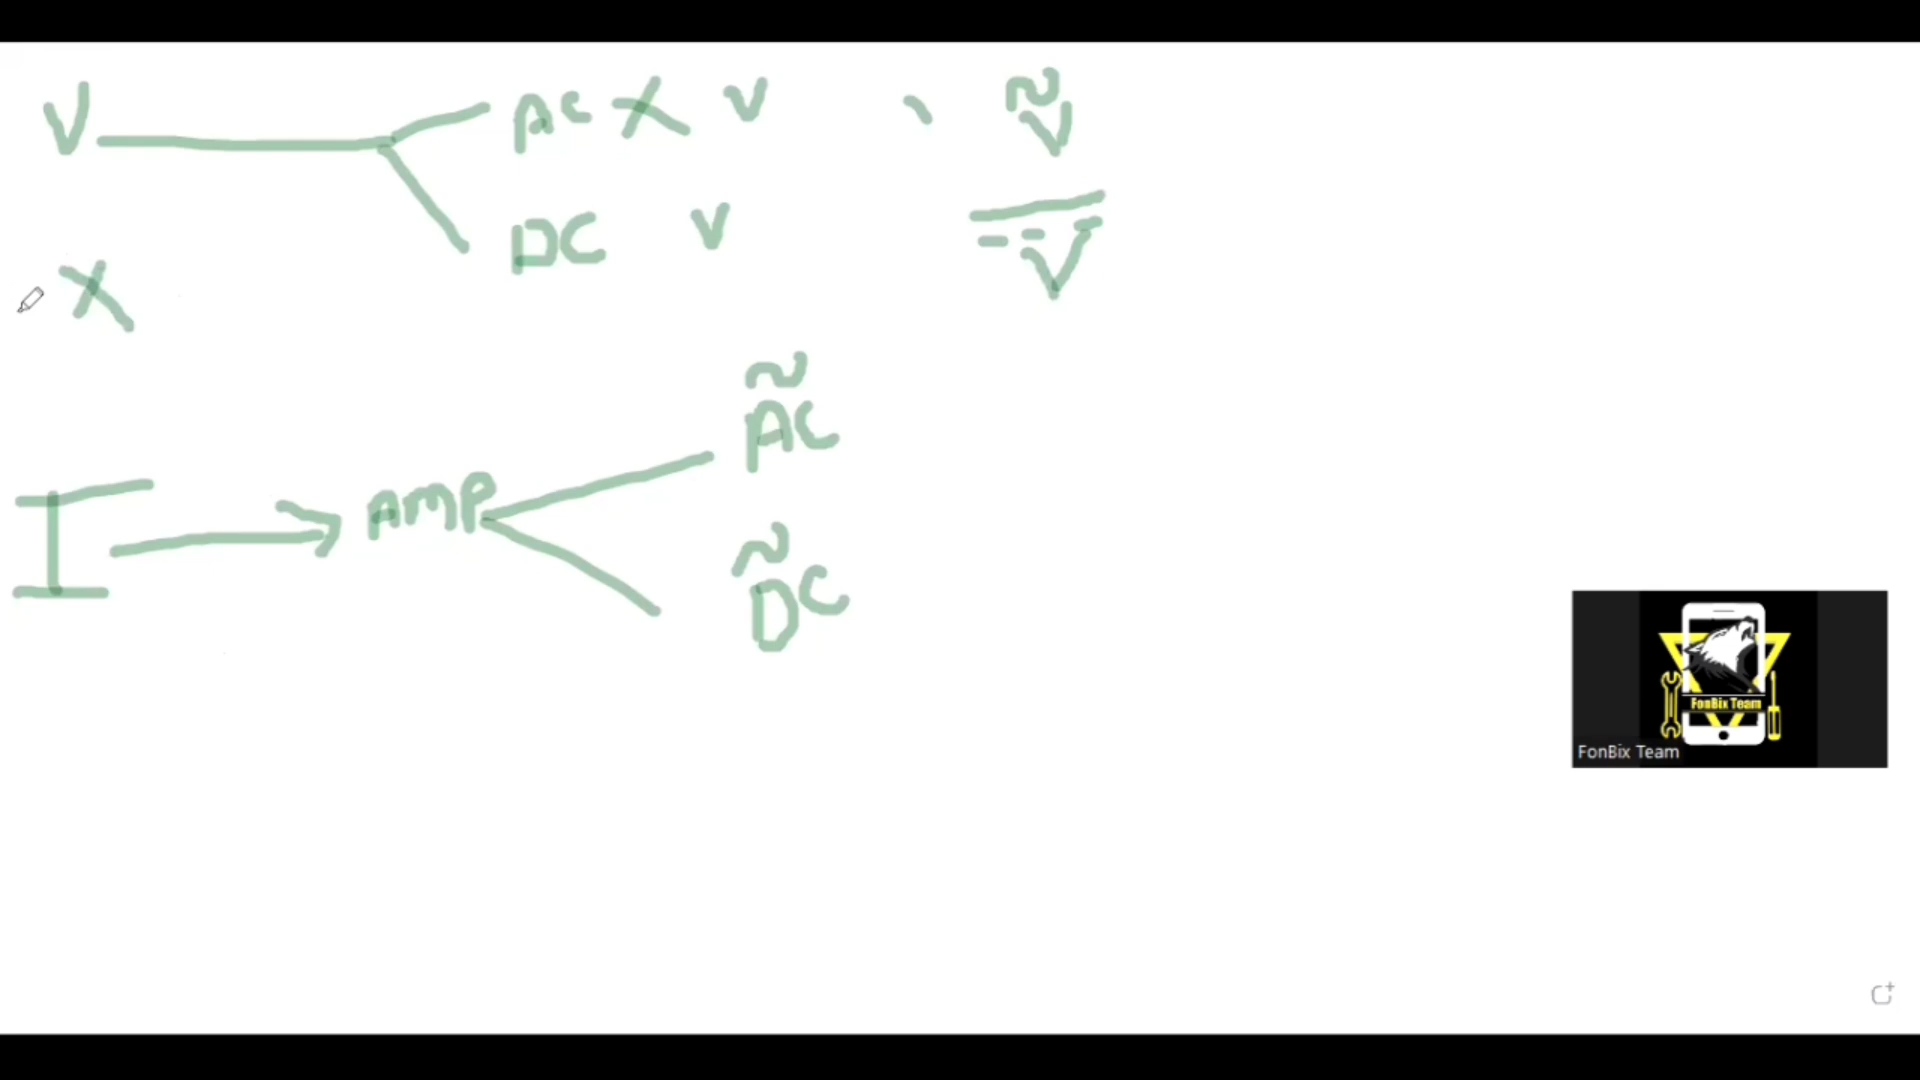 V AC X V Ṽ
DC V V
X
AC
I AMP
DC
FonBix Team
FonBix Team